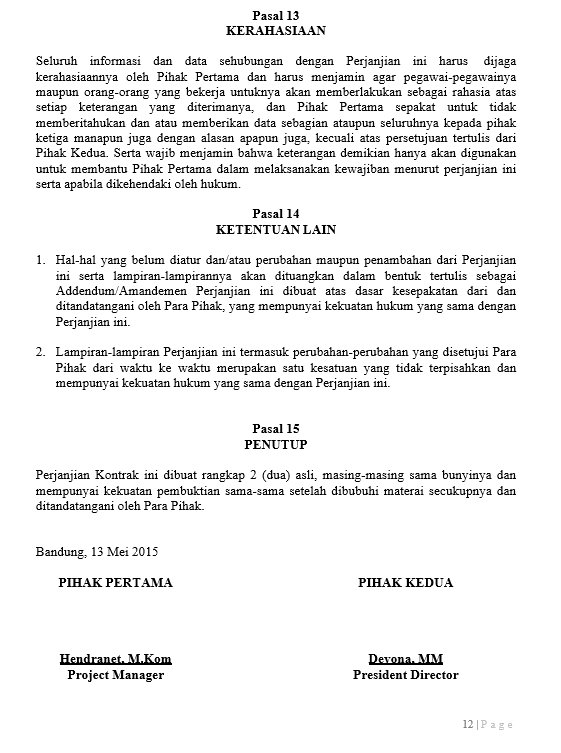 Pasal 13
KERAHASIAAN
Seluruh informasi dan data sehubungan dengan Perjanjian ini harus dijaga
kerahasiaannya oleh Pihak Pertama dan harus menjamin agar pegawai-pegawainya
maupun orang-orang yang bekerja untuknya akan memberlakukan sebagai rahasia atas
setiap keterangan yang diterimanya, dan Pihak Pertama sepakat untuk tidak
memberitahukan dan atau memberikan data sebagian ataupun seluruhnya kepada pihak
ketiga manapun juga dengan alasan apapun juga, kecuali atas persetujuan tertulis dari
Pihak Kedua. Serta wajib menjamin bahwa keterangan demikian hanya akan digunakan
untuk membantu Pihak Pertama dalam melaksanakan kewajiban menurut perjanjian ini
serta apabila dikehendaki oleh hukum.
Pasal 14
KETENTUAN LAIN
1. Hal-hal yang belum diatur dan/atau perubahan maupun penambahan dari Perjanjian
ini serta lampiran-lampirannya akan dituangkan dalam bentuk tertulis sebagai
Addendum/Amandemen Perjanjian ini dibuat atas dasar kesepakatan dari dan
ditandatangani oleh Para Pihak, yang mempunyai kekuatan hukum yang sama dengan
Perjanjian ini.
2. Lampiran-lampiran Perjanjian ini termasuk perubahan-perubahan yang disetujui Para
Pihak dari waktu ke waktu merupakan satu kesatuan yang tidak terpisahkan dan
mempunyai kekuatan hukum yang sama dengan Perjanjian ini.
Pasal 15
PENUTUP
Perjanjian Kontrak ini dibuat rangkap 2 (dua) asli, masing-masing sama bunyinya dan
mempunyai kekuatan pembuktian sama-sama setelah dibubuhi materai secukupnya dan
ditandatangani oleh Para Pihak.
Bandung, 13 Mei 2015
PIHAK PERTAMA PIHAK KEDUA
Hendranet, M.Kom Devona, MM
Project Manager President Director
12 | Page